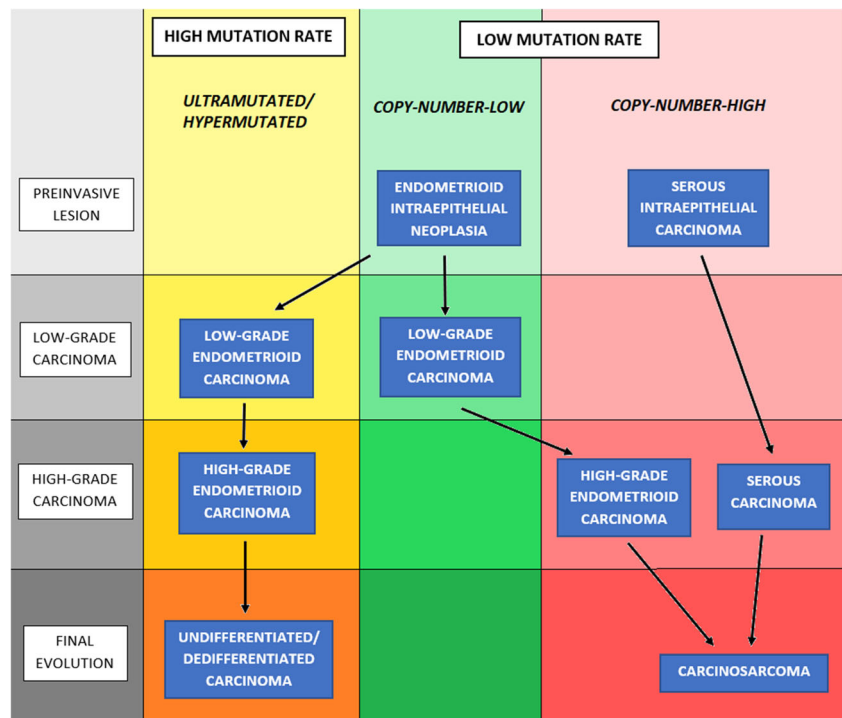 HIGH MUTATION RATE
LOW MUTATION RATE
ULTRAMUTATED/
HYPERMUTATED
COPY-NUMBER-LOW
COPY-NUMBER-HIGH
PREINVASIVE
LESION
ENDOMETRIOID
INTRAEPITHELIAL
NEOPLASIA
SEROUS
INTRAEPITHELIAL
CARCINOMA
LOW-GRADE
CARCINOMA
LOW-GRADE
ENDOMETRIOID
CARCINOMA
LOW-GRADE
ENDOMETRIOID
CARCINOMA
HIGH-GRADE
CARCINOMA
HIGH-GRADE
ENDOMETRIOID
CARCINOMA
HIGH-GRADE
ENDOMETRIOID
CARCINOMA
SEROUS
CARCINOMA
FINAL
EVOLUTION
UNDIFFERENTIATED/
DEDIFFERENTIATED
CARCINOMA
CARCINOSARCOMA